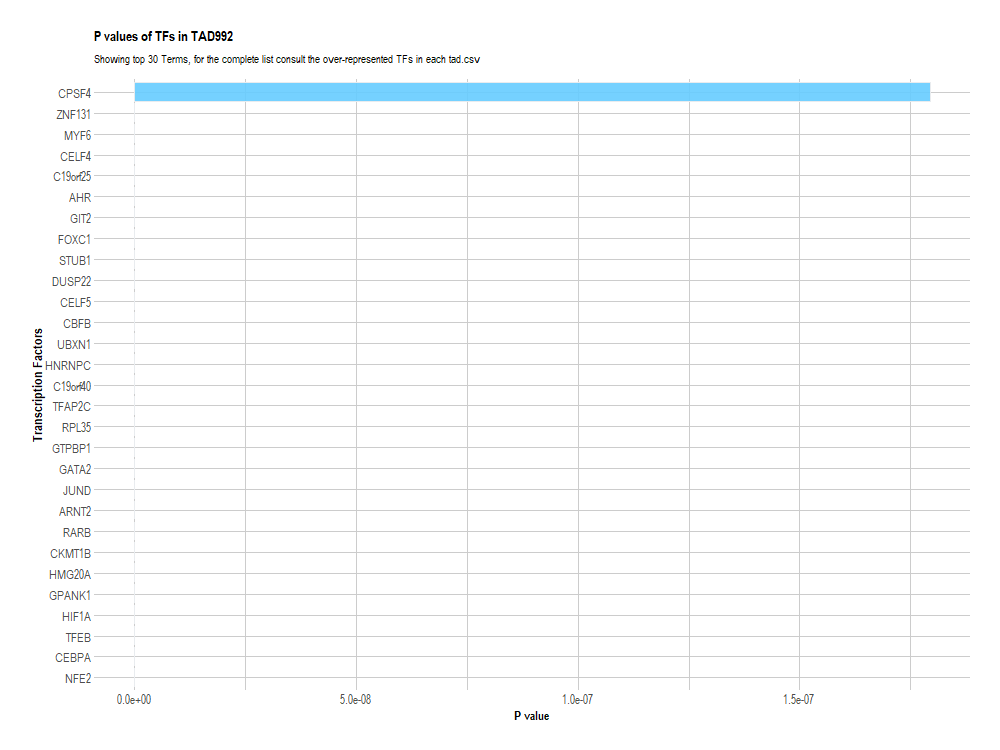 P values of TFs in TAD992
Showing top 30 Terms, for the complete list consult the over-represented TFs in each tad.csv
Transcription Factors
CPSF4
ZNF131
MYF6
CELF4
C19orf25
AHR
GIT2
FOXC1
STUB1
DUSP22
CELF5
CBFB
UBXN1
HNRNPC
C19orf40
TFAP2C
RPL35
GTPBP1
GATA2
JUND
ARNT2
RARB
CKMT1B
HMG20A
GPANK1
HIF1A
TFEB
CEBPA
NFE2
0.0e+00 5.0e-08 1.0e-07 1.5e-07
P value